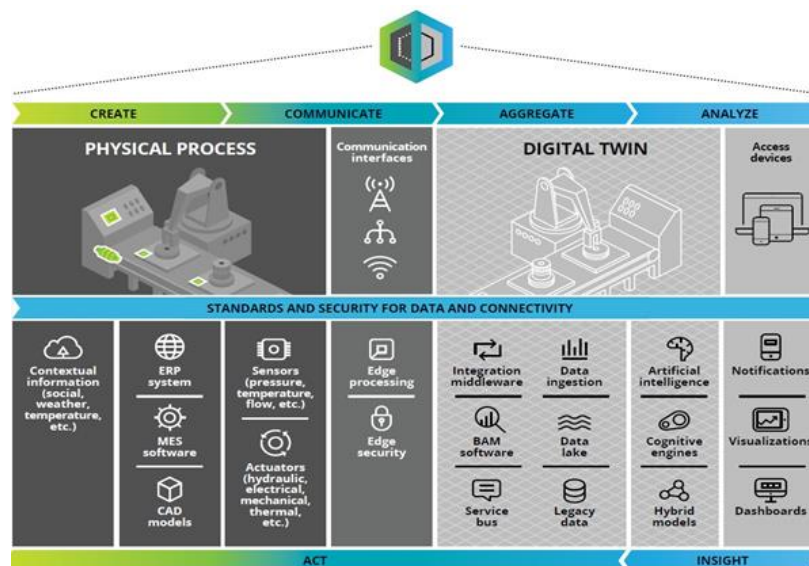 CREATE
COMMUNICATE
AGGREGATE
ANALYZE
PHYSICAL PROCESS
Communication
interfaces
DIGITAL TWIN
Access
devices
STANDARDS AND SECURITY FOR DATA AND CONNECTIVITY
Contextual
information
(social,
weather,
temperature,
etc.)
ERP
system
MES
software
CAD
models
Sensors
(pressure,
temperature,
flow, etc.)
Actuators
(hydraulic,
electrical,
mechanical,
thermal,
etc.)
Edge
processing
Edge
security
Integration
middleware
BAM
software
Service
bus
Data
ingestion
Data
lake
Legacy
data
Artificial
intelligence
Cognitive
engines
Hybrid
models
Notifications
Visualizations
Dashboards
ACT
INSIGHT